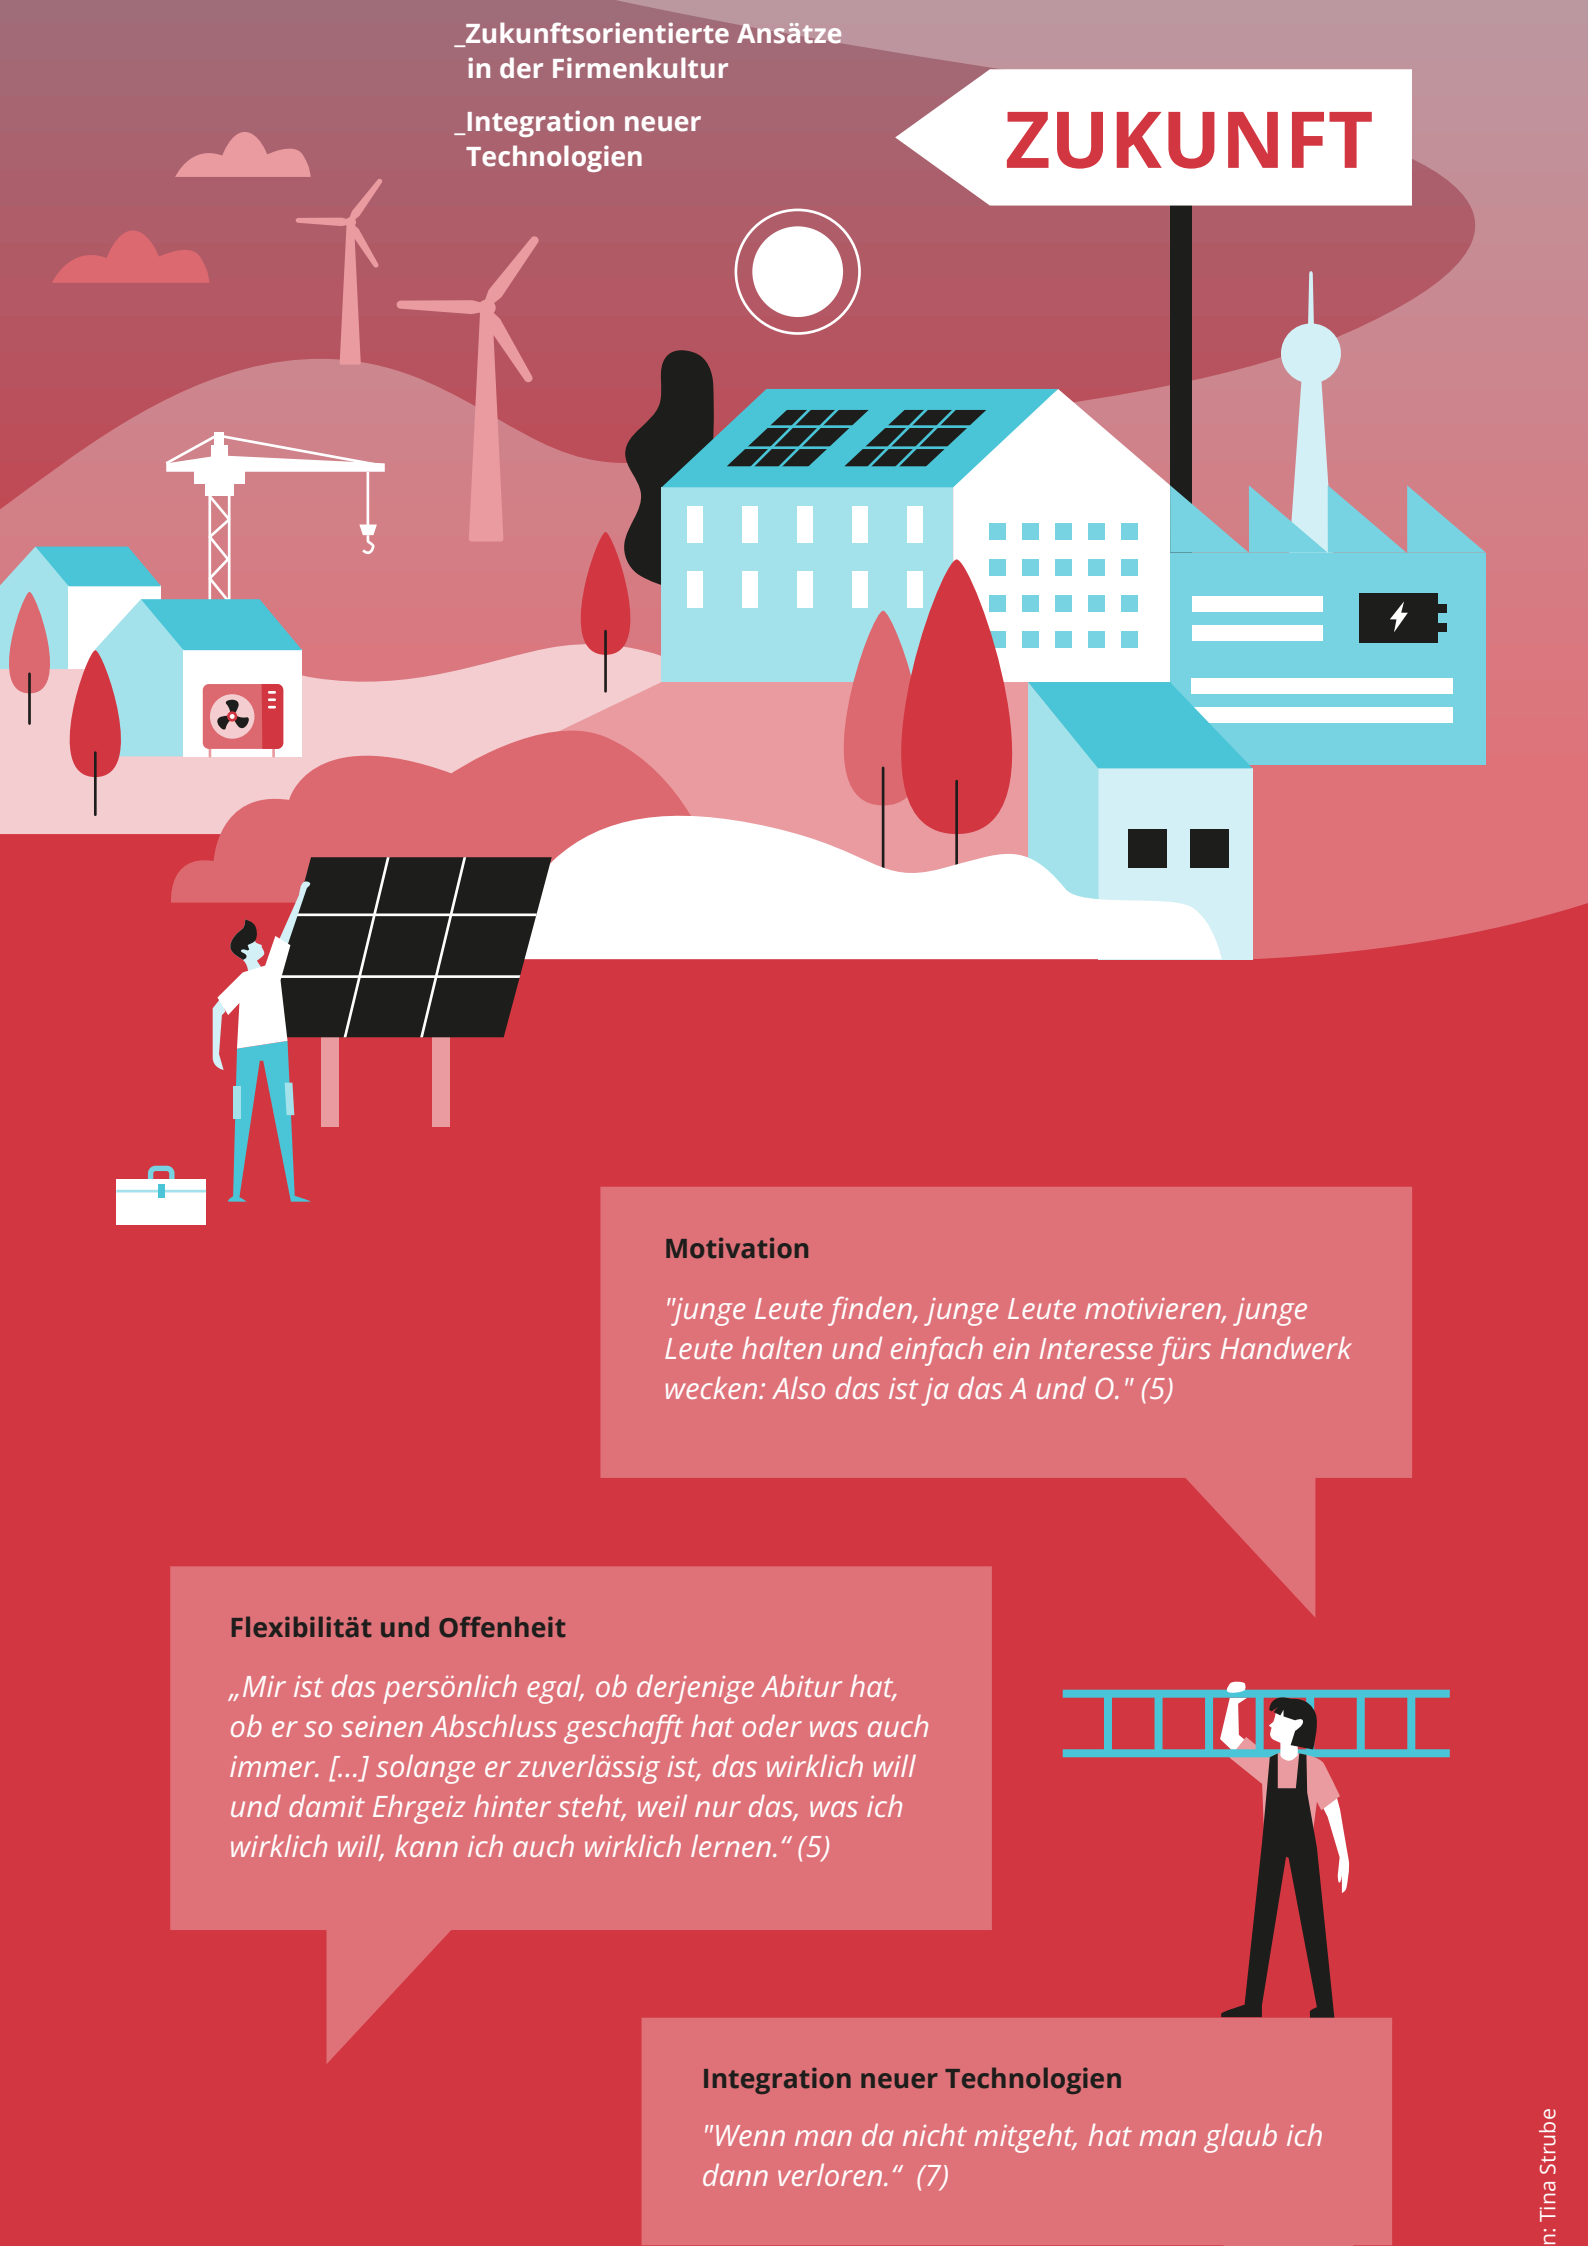 _Zukunftsorientierte Ansätze
in der Firmenkultur
_Integration neuer
Technologien
ZUKUNFT
Motivation
"junge Leute finden, junge Leute motivieren, junge
Leute halten und einfach ein Interesse fürs Handwerk
wecken: Also das ist ja das A und O." (5)
Flexibilität und Offenheit
„Mir ist das persönlich egal, ob derjenige Abitur hat,
ob er so seinen Abschluss geschafft hat oder was auch
immer. [...] solange er zuverlässig ist, das wirklich will
und damit Ehrgeiz hinter steht, weil nur das, was ich
wirklich will, kann ich auch wirklich lernen.“ (5)
Integration neuer Technologien
"Wenn man da nicht mitgeht, hat man glaub ich
dann verloren.“ (7)
n: Tina Strube